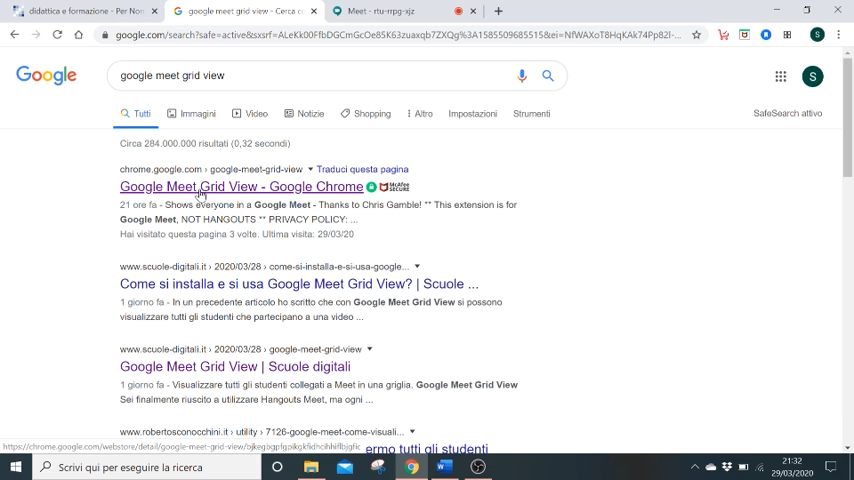 didattica e formazione - Per Non
google meet grid view - Cerca co
Meet - rtu-rrpg-xjz
google.com/search?safe=active&sxsrf=ALeKk00FfbDGCmGcOe85K63zuaxqb7ZXQg%3A1585509685515&ei=NfWAXoT8HqKAk74Pp82I-...
Google
google meet grid view
S
Tutti
Immagini
Video
Notizie
Shopping
Altro
Impostazioni
Strumenti
SafeSearch attivo
Circa 284.000.000 risultati (0,32 secondi)
chrome.google.com › google-meet-grid-view ▼ Traduci questa pagina
Google Meet Grid View - Google Chrome McAfee SECURE
21 ore fa - Shows everyone in a Google Meet - Thanks to Chris Gamble! ** This extension is for
Google Meet, NOT HANGOUTS ** PRIVACY POLICY: ...
Hai visitato questa pagina 3 volte. Ultima visita: 29/03/20
www.scuole-digitali.it › 2020/03/28 › come-si-installa-e-si-usa-google... ▼
Come si installa e si usa Google Meet Grid View? | Scuole ...
1 giorno fa - In un precedente articolo ho scritto che con Google Meet Grid View si possono
visualizzare tutti gli studenti che partecipano a una video ...
www.scuole-digitali.it › 2020/03/28 › google-meet-grid-view ▼
Google Meet Grid View | Scuole digitali
1 giorno fa - Visualizzare tutti gli studenti collegati a Meet in una griglia. Google Meet Grid View
Sei finalmente riuscito a utilizzare Hangouts Meet, ma ogni ...
www.robertosconocchini.it › utility › 7126-google-meet-come-visuali... ▼
ermo tutti gli studenti
Scrivi qui per eseguire la ricerca
21:32
29/03/2020